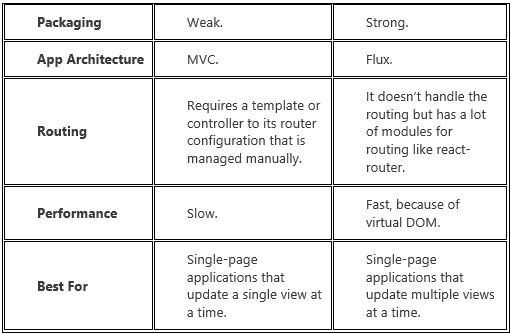 Packaging
Weak.
Strong.
App Architecture
MVC.
Flux.
Routing
Requires a template or
controller to its router
configuration that is
managed manually.
It doesn’t handle the
routing but has a lot
of modules for
routing like react-
router.
Performance
Slow.
Fast, because of
virtual DOM.
Best For
Single-page
applications that
update a single view at
a time.
Single-page
applications that
update multiple views
at a time.